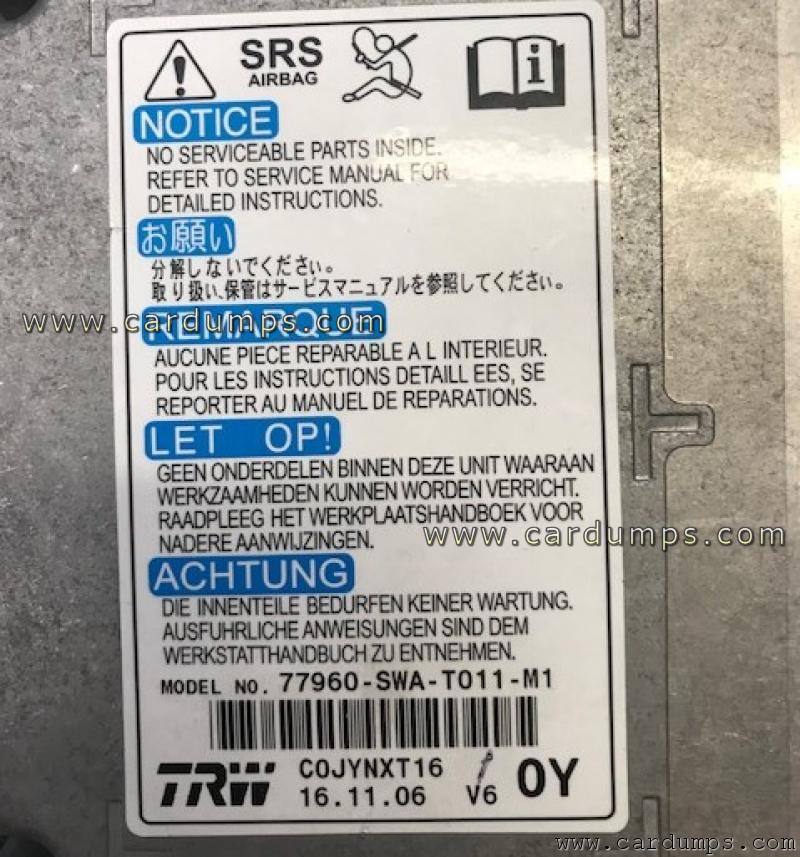 SRS
AIRBAG
NOTICE
NO SERVICEABLE PARTS INSIDE.
REFER TO SERVICE MANUAL FOR
DETAILED INSTRUCTIONS.
お願い
分解しないでください。
取り扱い、保管はサービスマニュアルを参照してください。
www.cardumps.com
REMARQUE
AUCUNE PIECE REPARABLE A L INTERIEUR.
POUR LES INSTRUCTIONS DETAILL EES, SE
REPORTER AU MANUEL DE REPARATIONS.
LET OP!
GEEN ONDERDELEN BINNEN DEZE UNIT WAARAAN
WERKZAAMHEDEN KUNNEN WORDEN VERRICHT.
RAADPLEEG HET WERKPLAATSHANDBOEK VOOR
NADERE AANWIJZINGEN.
www.cardumps.com
ACHTUNG
DIE INNENTEILE BEDURFEN KEINER WARTUNG.
AUSFUHRLICHE ANWEISUNGEN SIND DEM
WERKSTATTHANDBUCH ZU ENTNEHMEN.
MODEL NO. 77960-SWA-T011-M1
TRW C0JYNXT16
16.11.06 V6 0Y
www.cardumps.com